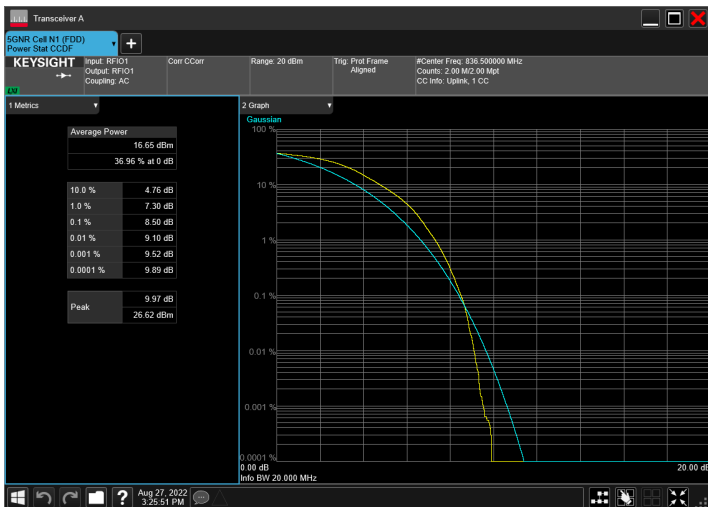 Transceiver A
5GNR Cell N1 (FDD)
Power Stat CCDF
KEYSIGHT
LXI
Input: RFIO1
Output: RFIO1
Coupling: AC
Corr CCorr
Range: 20 dBm
Trig: Prot Frame
Aligned
#Center Freq: 836.500000 MHz
Counts: 2.00 M/2.00 Mpt
CC Info: Uplink, 1 CC
1 Metrics
Average Power
16.65 dBm
36.96 % at 0 dB
10.0 % 4.76 dB
1.0 % 7.30 dB
0.1 % 8.50 dB
0.01 % 9.10 dB
0.001 % 9.52 dB
0.0001 % 9.89 dB
Peak
9.97 dB
26.62 dBm
2 Graph
Gaussian
100 %
10 %
1 %
0.1 %
0.01 %
0.001 %
0.0001 %
0.00 dB
20.00 dB
Info BW 20.000 MHz
?
Aug 27, 2022
3:25:51 PM